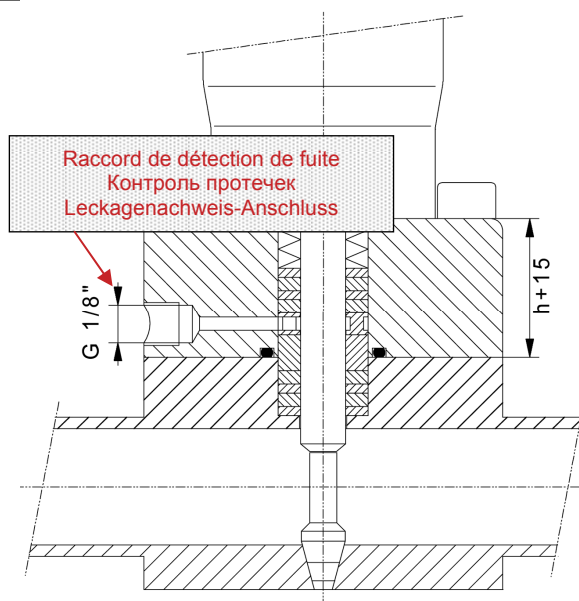 Raccord de détection de fuite
Контроль протечек
Leckagenachweis-Anschluss
G 1/8"
h+15